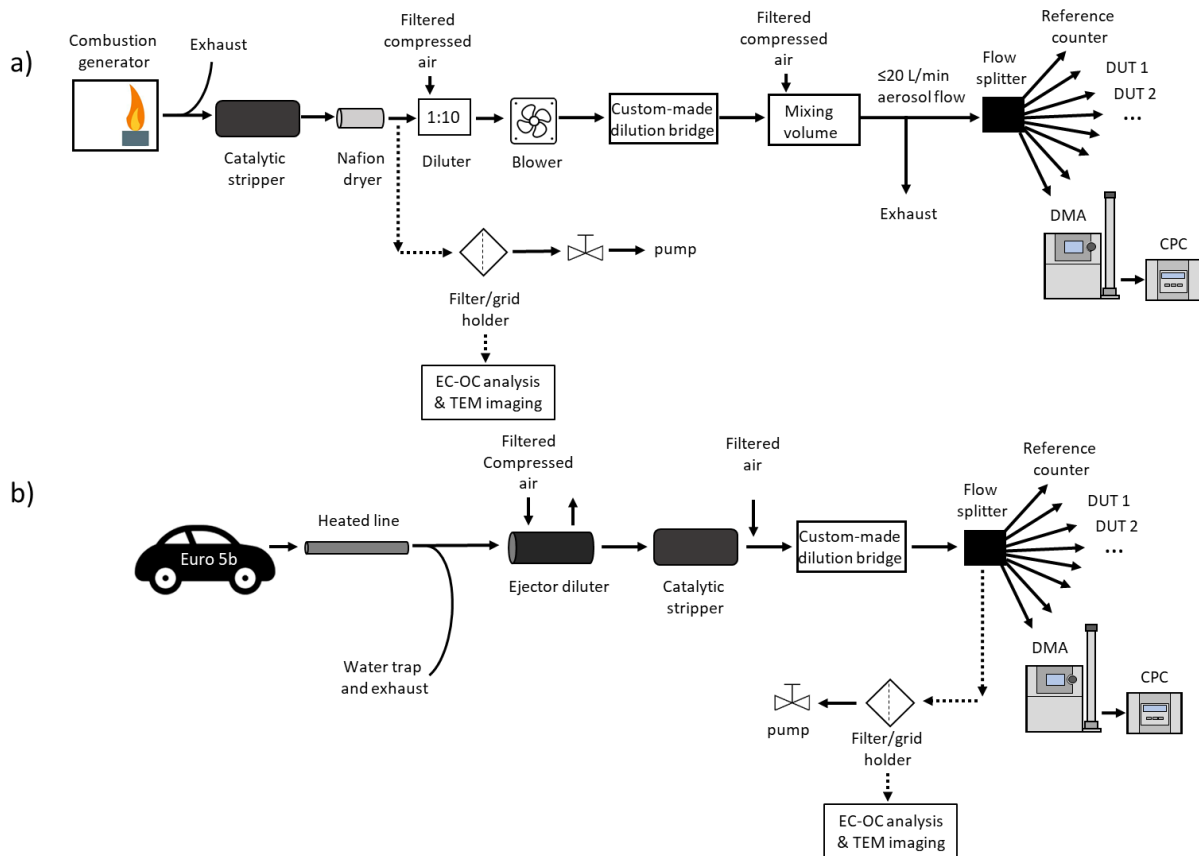 a)
Combustion
generator
Exhaust
Catalytic
stripper
Nafion
dryer
Filtered
compressed
air
1:10
Diluter
Blower
Custom-made
dilution bridge
Filtered
compressed
air
Mixing
volume
≤20 L/min
aerosol flow
Exhaust
Flow
splitter
Reference
counter
DUT 1
DUT 2
...
DMA
CPC
Filter/grid
holder
pump
EC-OC analysis
& TEM imaging
b)
Euro 5b
Heated line
Water trap
and exhaust
Filtered
Compressed
air
Ejector diluter
Catalytic
stripper
Filtered
air
Custom-made
dilution bridge
Flow
splitter
Reference
counter
DUT 1
DUT 2
...
DMA
CPC
pump
Filter/grid
holder
EC-OC analysis
& TEM imaging